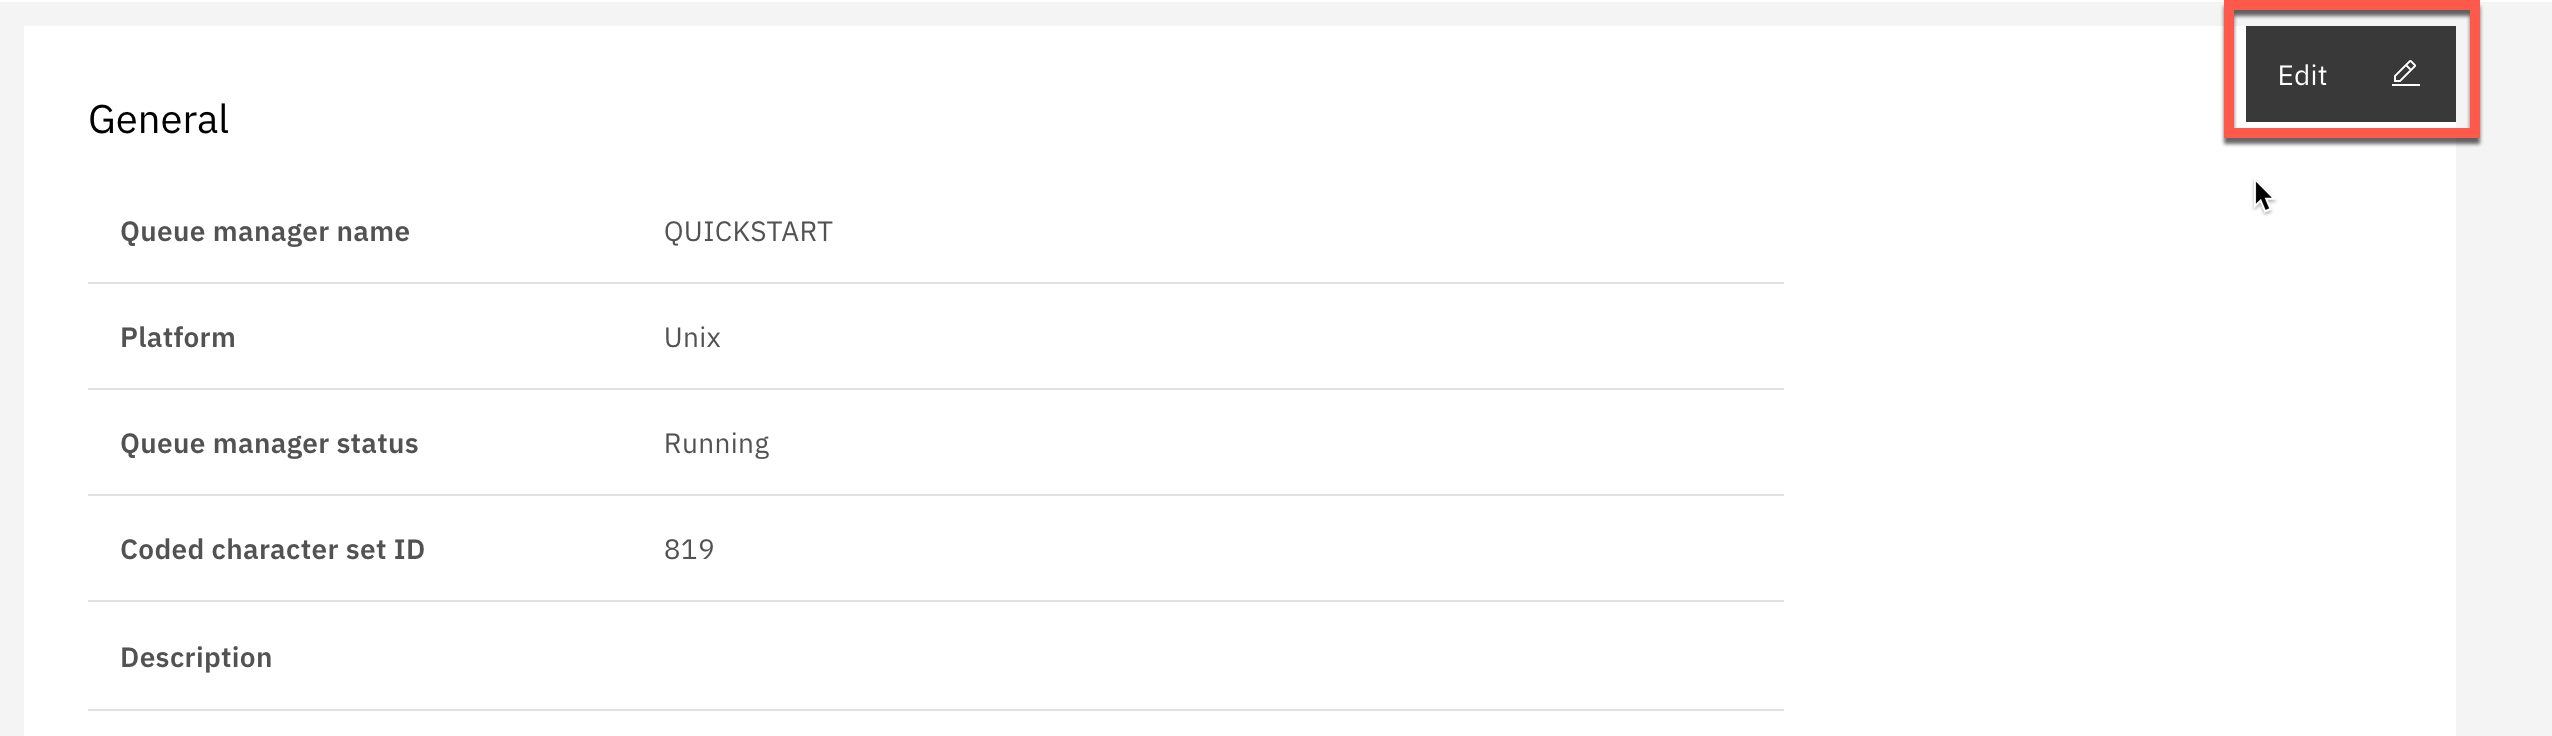 Edit
General
Queue manager name QUICKSTART
Platform Unix
Queue manager status Running
Coded character set ID 819
Description